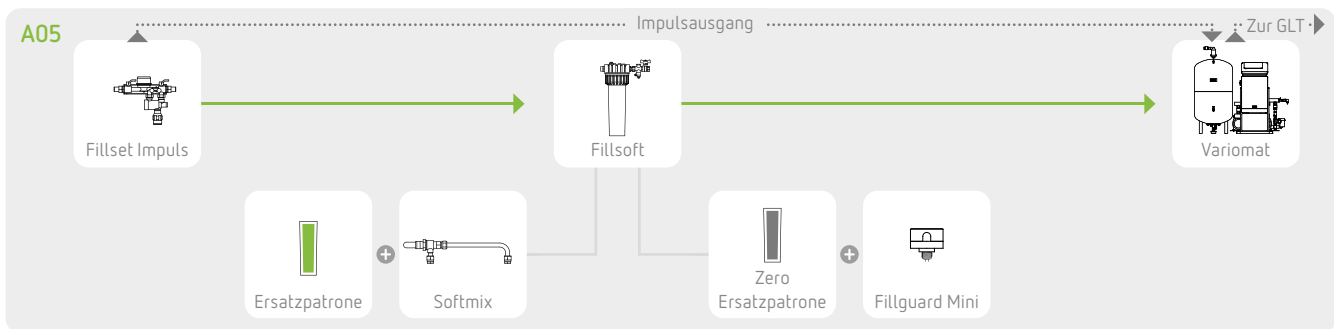 A05
Impulsausgang
Zur GLT
Fillset Impuls
Fillsoft
Variomat
Ersatzpatrone
Softmix
Zero
Ersatzpatrone
Fillguard Mini